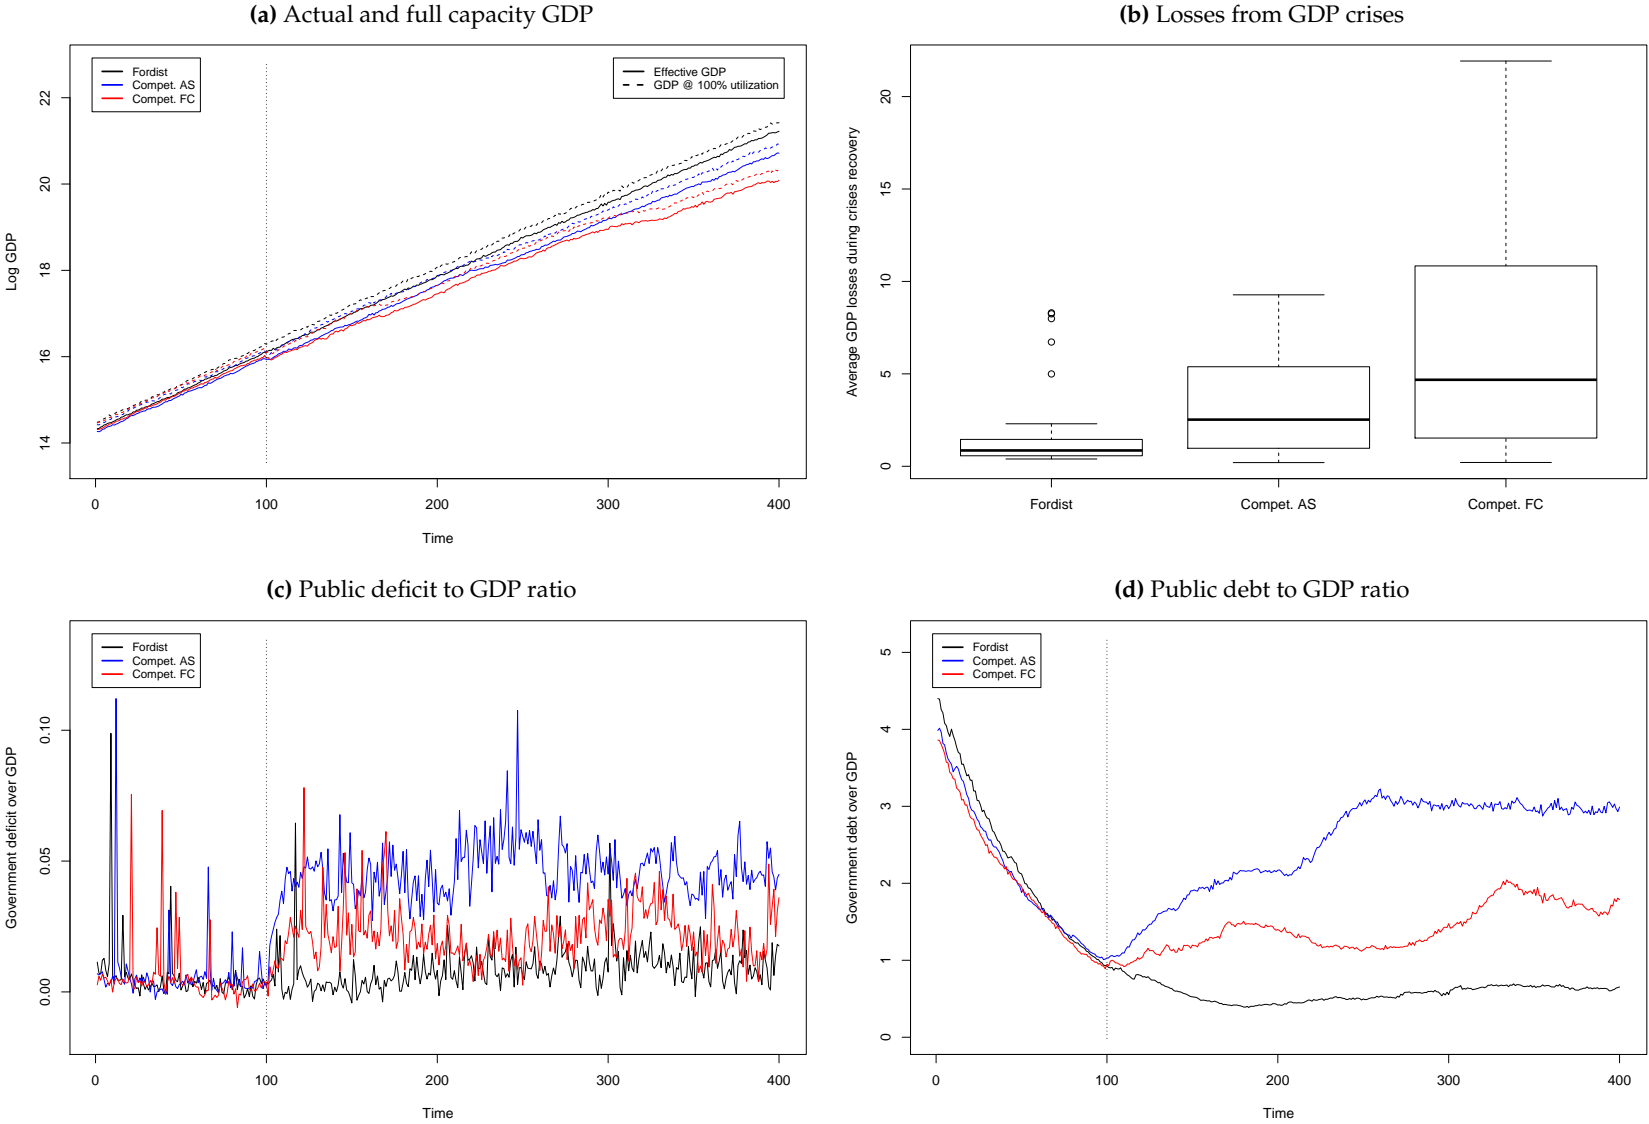 (a) Actual and full capacity GDP
Fordist
Compet. AS
Compet. FC
Effective GDP
GDP @ 100% utilization
Log GDP
22
20
18
16
14
0 100 200 300 400
Time
(b) Losses from GDP crises
Average GDP losses during crises recovery
20
15
10
5
0
Fordist Compet. AS Compet. FC
(c) Public deficit to GDP ratio
Fordist
Compet. AS
Compet. FC
Government deficit over GDP
0.10
0.05
0.00
0 100 200 300 400
Time
(d) Public debt to GDP ratio
Fordist
Compet. AS
Compet. FC
Government debt over GDP
5
4
3
2
1
0
0 100 200 300 400
Time